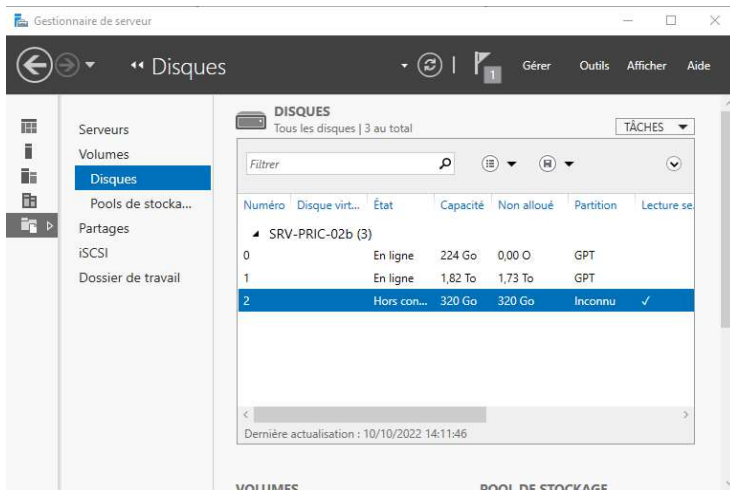 Gestionnaire de serveur
Disques
1
Gérer
Outils
Afficher
Aide
Serveurs
Volumes
Disques
Pools de stocka...
Partages
iSCSI
Dossier de travail
DISQUES
Tous les disques | 3 au total
TÂCHES
Filtrer
Numéro Disque virt... État Capacité Non alloué Partition Lecture se
SRV-PRIC-02b (3)
0 En ligne 224 Go 0,00 O GPT
1 En ligne 1,82 To 1,73 To GPT
2 Hors con... 320 Go 320 Go Inconnu ✓
Dernière actualisation : 10/10/2022 14:11:46
VOLUMES
POOL DE STOCKAGE